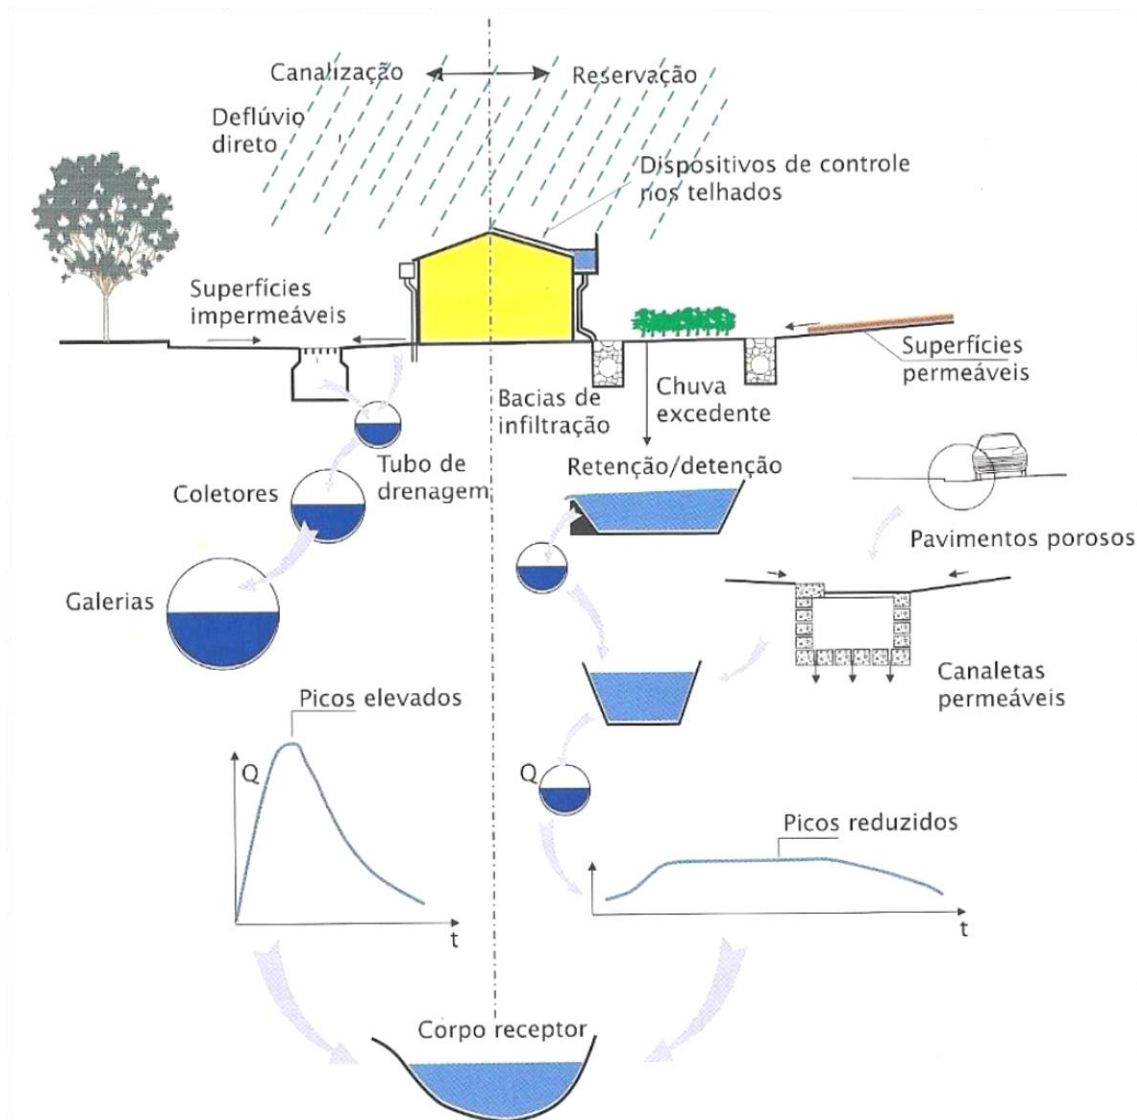 Canalização
Reservação
Deflúvio
direto
Dispositivos de controle
nos telhados
Superfícies
impermeáveis
Superfícies
permeáveis
Bacias de
infiltração
Chuva
excedente
Tubo de
drenagem
Retenção/detenção
Coletores
Pavimentos porosos
Galerias
Canaletas
permeáveis
Picos elevados
Q
Q
Picos reduzidos
t
t
Corpo receptor